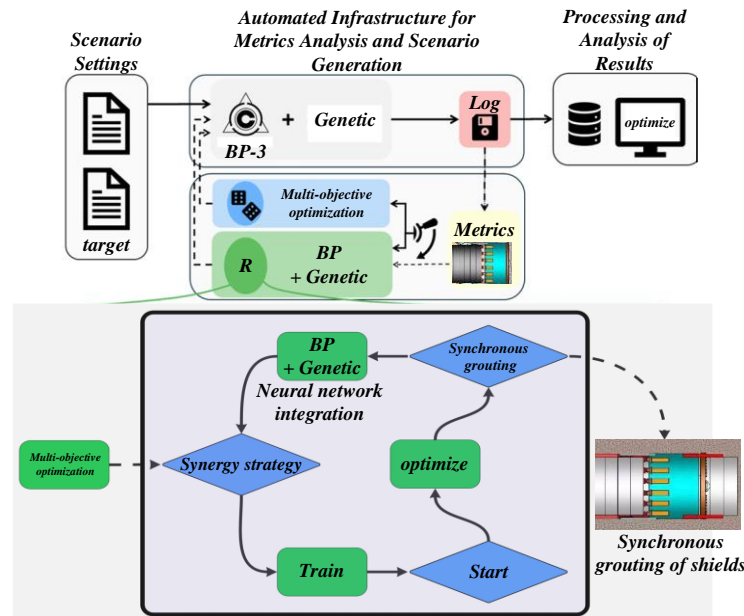 Scenario
Settings
Automated Infrastructure for
Metrics Analysis and Scenario
Generation
Processing and
Analysis of
Results
target
C
BP-3
+
Genetic
Log
optimize
Multi-objective
optimization
R
BP
+ Genetic
Metrics
BP
+ Genetic
Neural network
integration
Synchronous
grouting
Multi-objective
optimization
Synergy strategy
optimize
Train
Start
Synchronous
grouting of shields